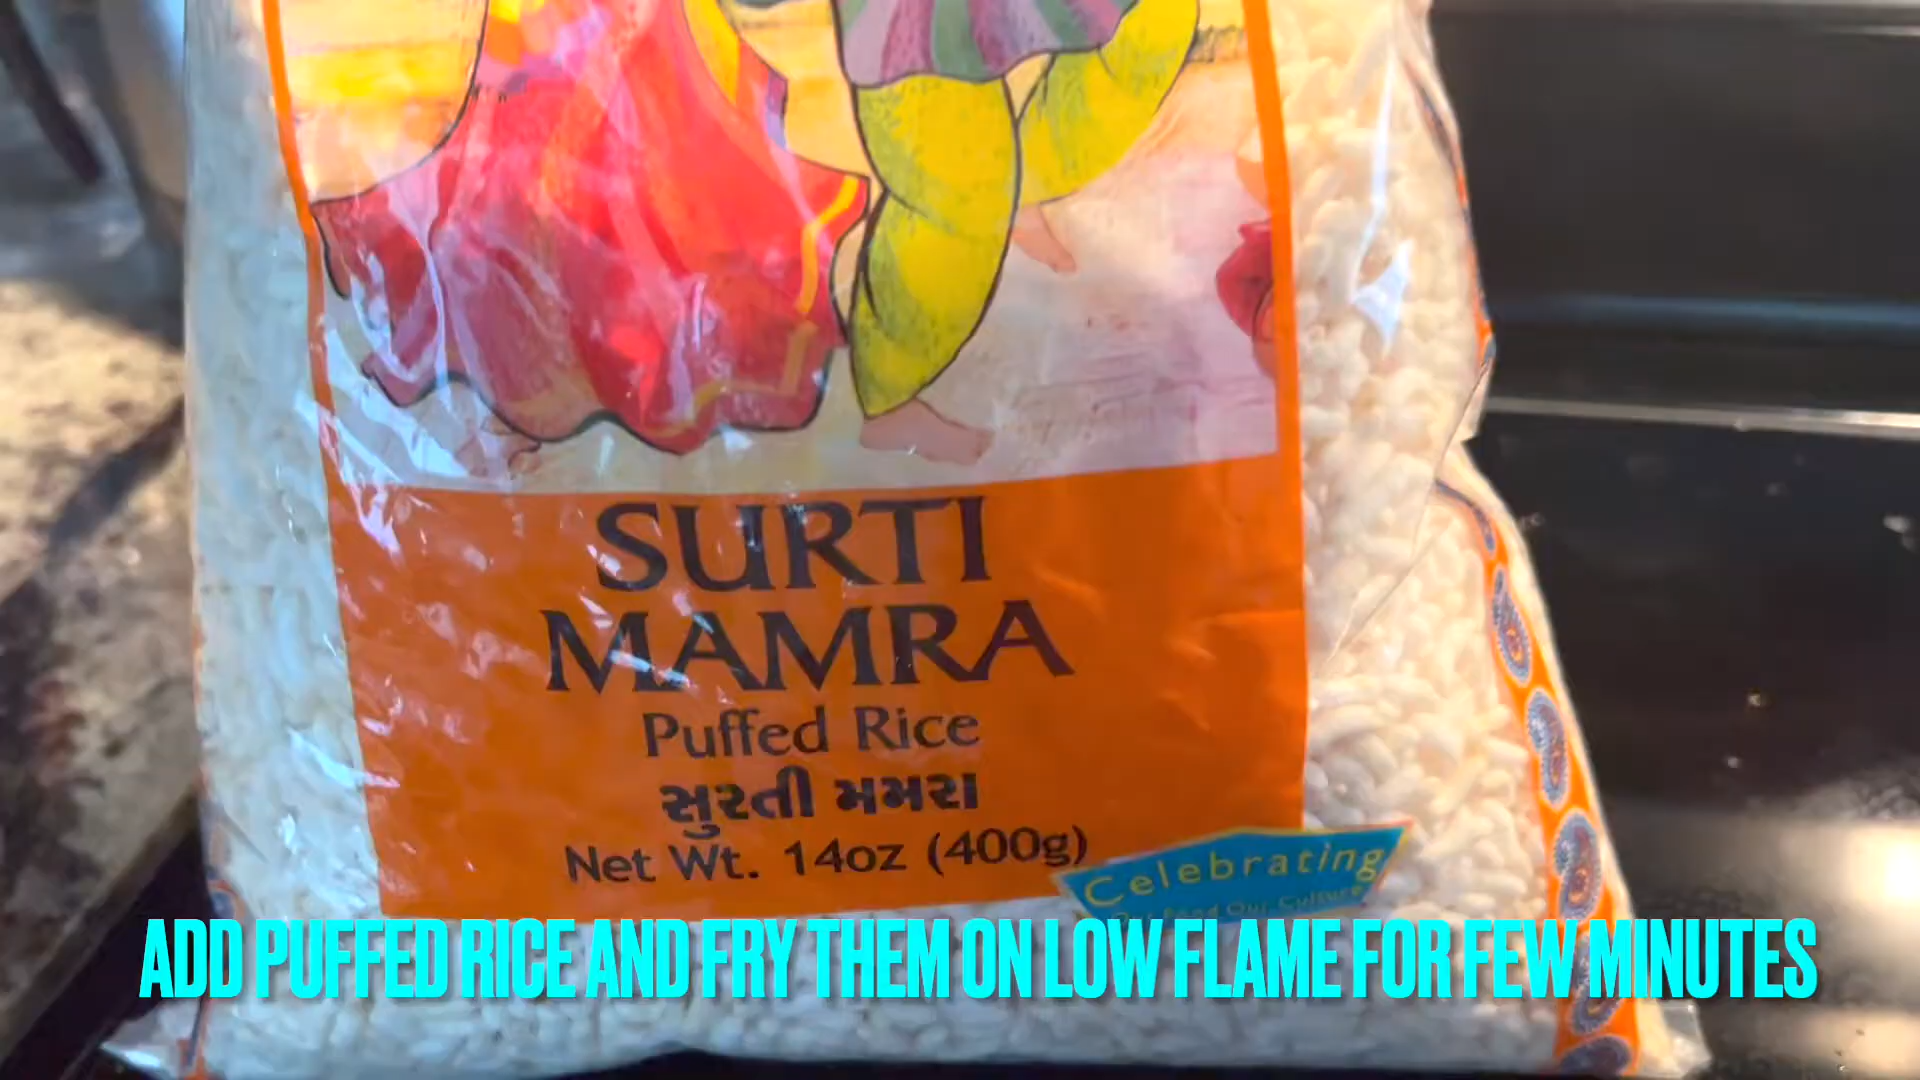 SURTI
MAMRA
Puffed Rice
સુરતી મમરા
Net Wt. 14oz (400g)
Celebrating
ADD PUFFED RICE AND FRY THEM ON LOW FLAME FOR FEW MINUTES